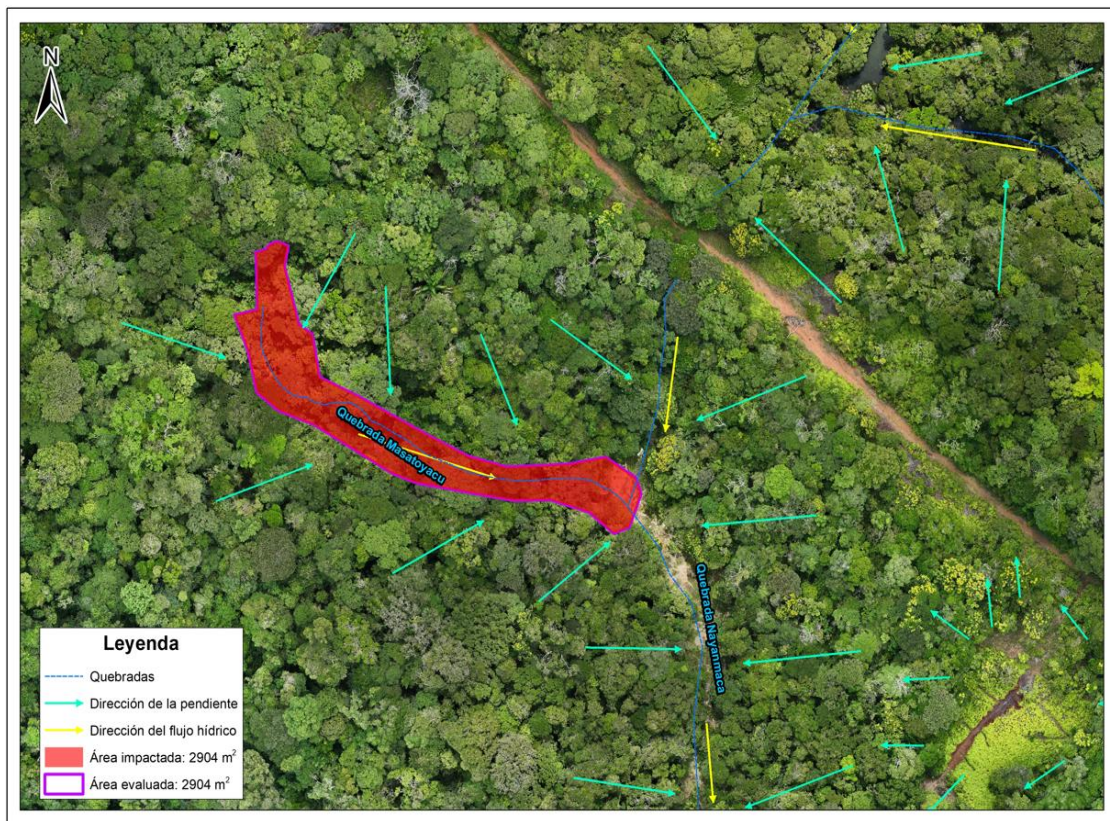 N
Quebrada Masatoyacu
Quebrada Nayanmaca
Leyenda
Quebradas
Dirección de la pendiente
Dirección del flujo hídrico
Área impactada: 2904 m²
Área evaluada: 2904 m²